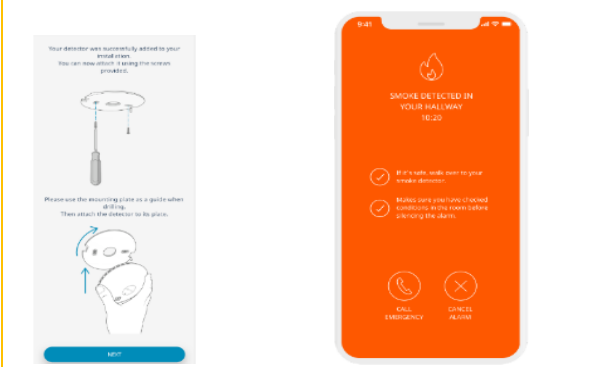 Your detector was successfully added to your
installation.
You can now attach it using the screws
provided.
Please use the mounting plate as a guide when
drilling.
Then attach the detector to its place.
NEXT
9:41
SMOKE DETECTED IN
YOUR HALLWAY
10:20
If it's safe, walk over to your
smoke detector.
Makes sure you have checked
conditions in the room before
silencing the alarm.
CALL
EMERGENCY
CANCEL
ALARM